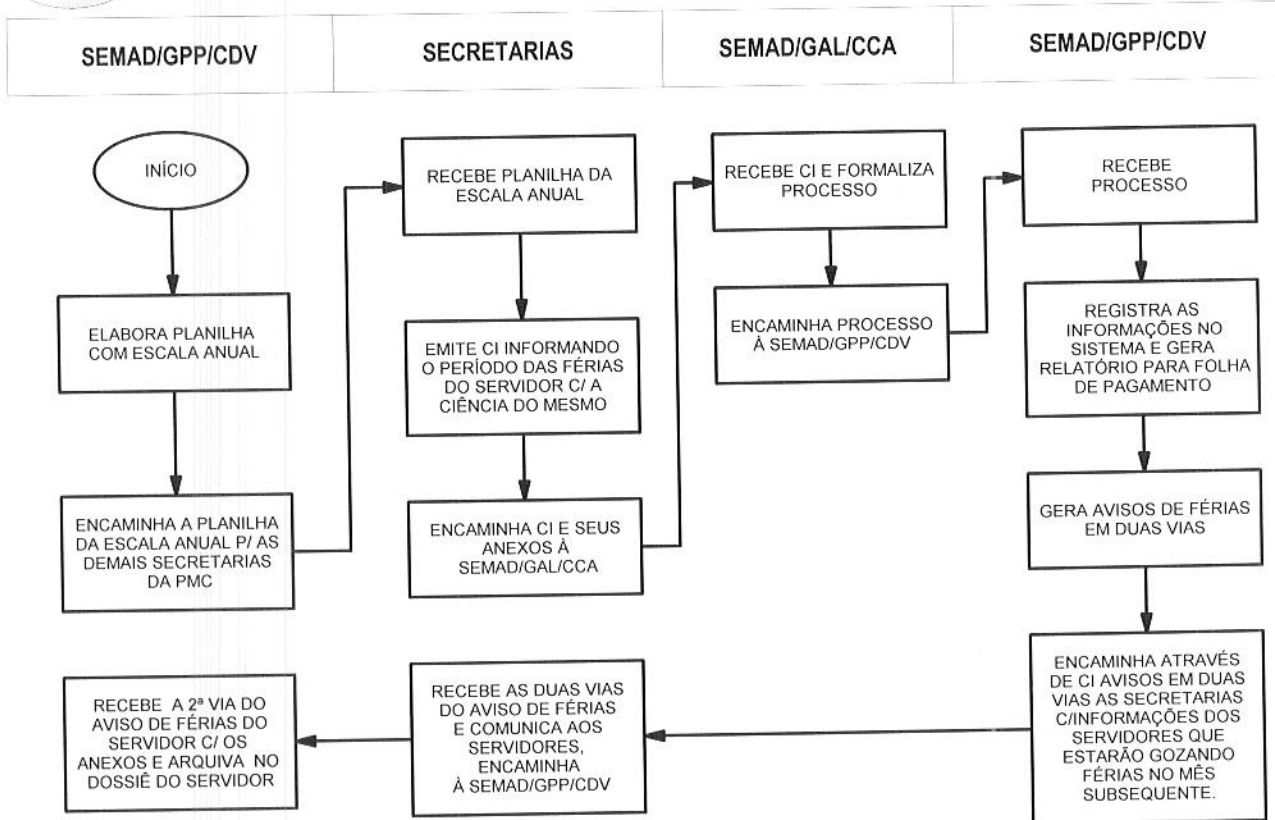 SEMAD/GPP/CDV
SECRETARIAS
SEMAD/GAL/CCA
SEMAD/GPP/CDV
INÍCIO
ELABORA PLANILHA
COM ESCALA ANUAL
ENCAMINHA A PLANILHA
DA ESCALA ANUAL P/ AS
DEMAIS SECRETARIAS
DA PMC
RECEBE PLANILHA DA
ESCALA ANUAL
EMITE CI INFORMANDO
O PERÍODO DAS FÉRIAS
DO SERVIDOR C/ A
CIÊNCIA DO MESMO
ENCAMINHA CI E SEUS
ANEXOS À
SEMAD/GAL/CCA
RECEBE CI E FORMALIZA
PROCESSO
ENCAMINHA PROCESSO
À SEMAD/GPP/CDV
RECEBE
PROCESSO
REGISTRA AS
INFORMAÇÕES NO
SISTEMA E GERA
RELATÓRIO PARA FOLHA
DE PAGAMENTO
GERA AVISOS DE FÉRIAS
EM DUAS VIAS
ENCAMINHA ATRAVÉS
DE CI AVISOS EM DUAS
VIAS AS SECRETARIAS
C/INFORMAÇÕES DOS
SERVIDORES QUE
ESTARÃO GOZANDO
FÉRIAS NO MÊS
SUBSEQUENTE.
RECEBE AS DUAS VIAS
DO AVISO DE FÉRIAS
E COMUNICA AOS
SERVIDORES,
ENCAMINHA
À SEMAD/GPP/CDV
RECEBE A 2ª VIA DO
AVISO DE FÉRIAS DO
SERVIDOR C/ OS
ANEXOS E ARQUIVA NO
DOSSIÊ DO SERVIDOR